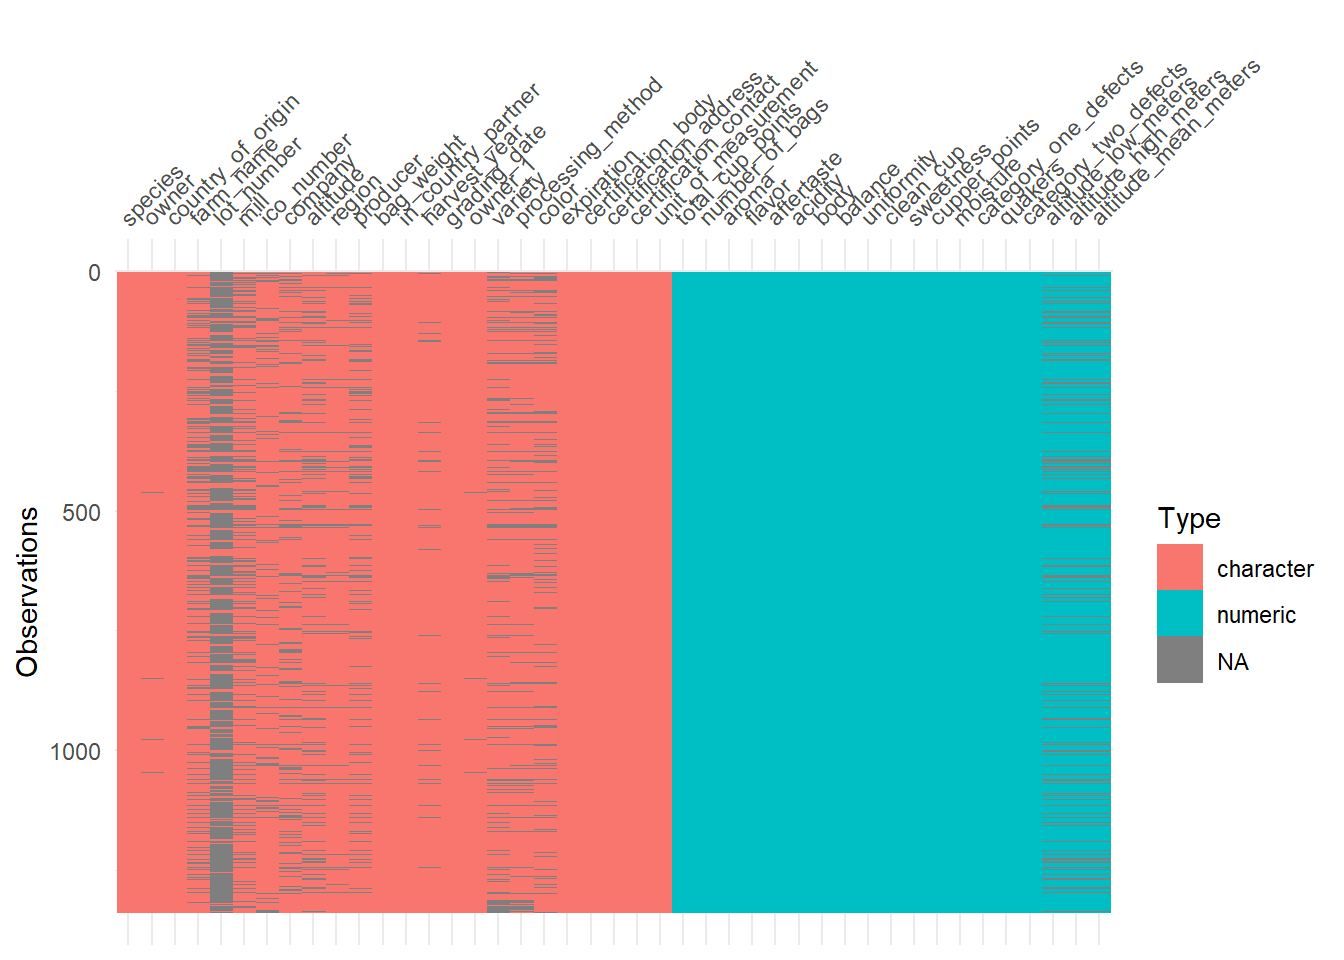 species
owner
country_of_origin
farm_name
lot_number
mill
ico_number
company
altitude
region
producer
bag_weight
in_country_partner
harvest_year
grading_date
owner_1
variety
processing_method
color
expiration
certification_body
certification_address
certification_contact
unit_of_measurement
total_cup_points
number_of_bags
aroma
flavor
aftertaste
acidity
body
balance
uniformity
clean_cup
sweetness
cupper_points
moisture
category_one_defects
quakers
category_two_defects
altitude_low_meters
altitude_high_meters
altitude_mean_meters
0
500
1000
Observations
Type
character
numeric
NA